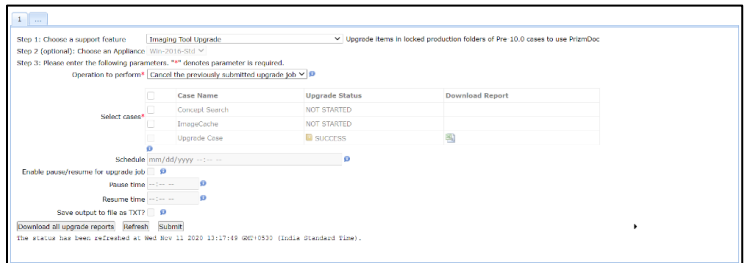 1 ...
Step 1: Choose a support feature Imaging Tool Upgrade Upgrade items in locked production folders of Pre-10.0 cases to use PrizmDoc
Step 2 (optional): Choose an Appliance Win-2016-Std
Step 3: Please enter the following parameters. "*" denotes parameter is required.
Operation to perform* Cancel the previously submitted upgrade job
Case Name Upgrade Status Download Report
Concept Search NOT STARTED
Select cases*
ImageCache NOT STARTED
Upgrade Case SUCCESS
Schedule mm/dd/yyyy --:-- --
Enable pause/resume for upgrade job
Pause time --:-- --
Resume time --:-- --
Save output to file as TXT?
Download all upgrade reports Refresh Submit
The status has been refreshed at Wed Nov 11 2020 13:17:49 GMT+0530 (India Standard Time).